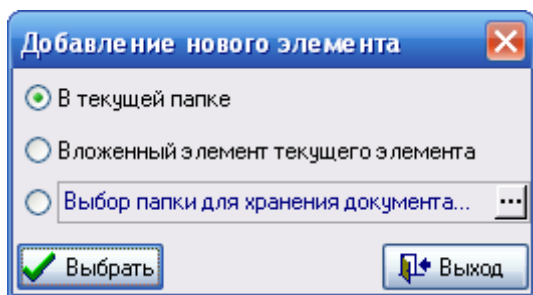 Добавление нового элемента
В текущей папке
Вложенный элемент текущего элемента
Выбор папки для хранения документа... ...
Выбрать Выход